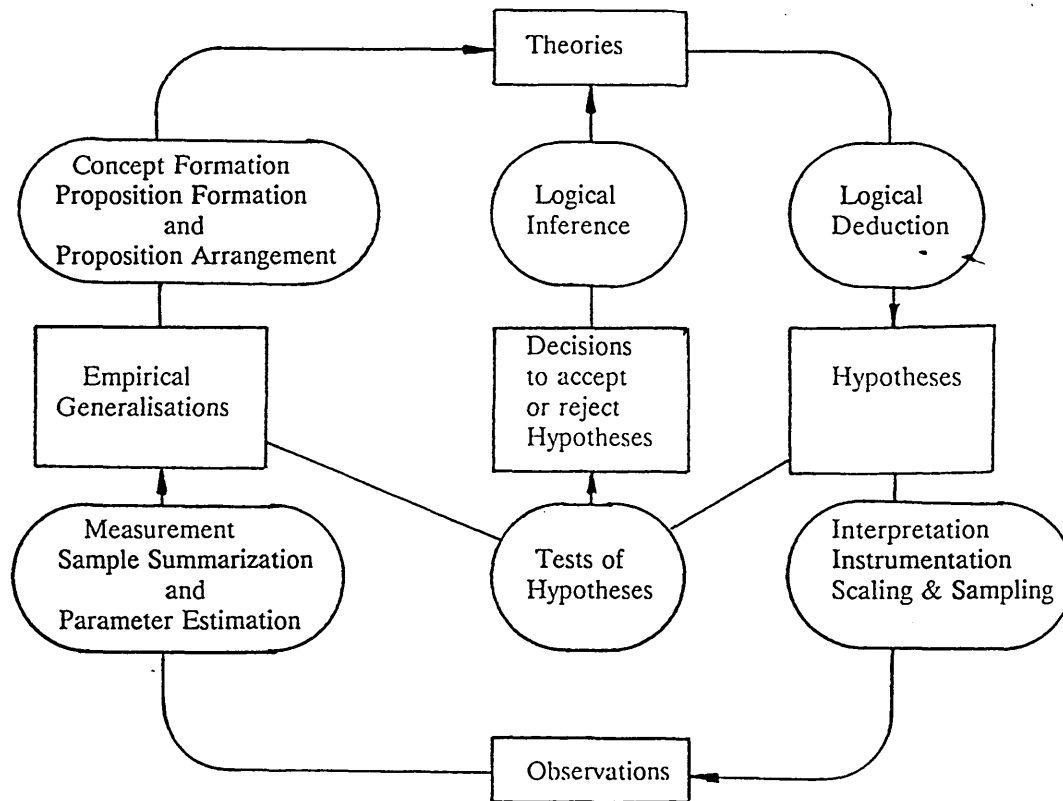 Theories
Concept Formation
Proposition Formation
and
Proposition Arrangement
Logical
Inference
Logical
Deduction
Empirical
Generalisations
Decisions
to accept
or reject
Hypotheses
Hypotheses
Measurement
Sample Summarization
and
Parameter Estimation
Tests of
Hypotheses
Interpretation
Instrumentation
Scaling & Sampling
Observations